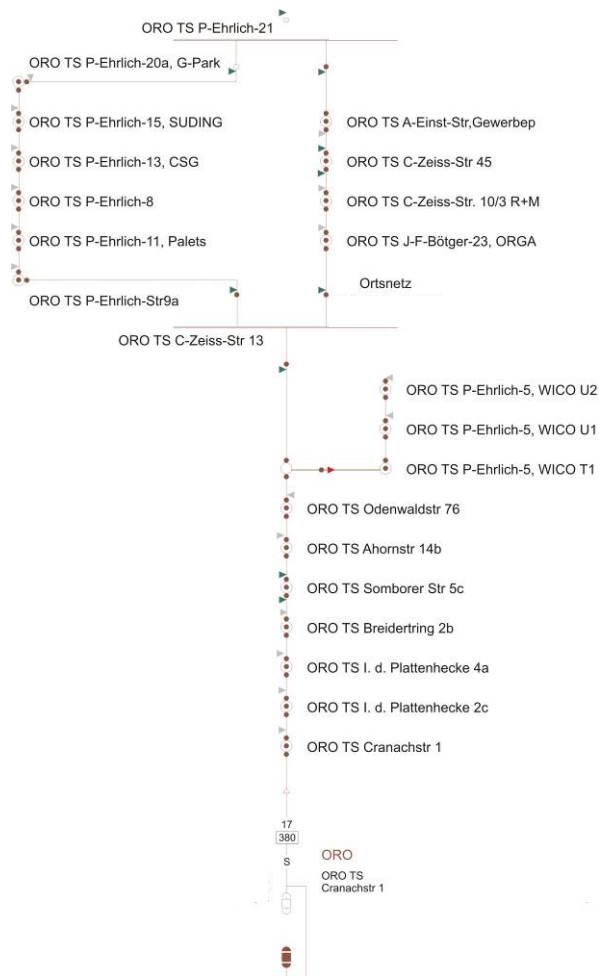 ORO TS P-Ehrlich-21
ORO TS P-Ehrlich-20a, G-Park
ORO TS P-Ehrlich-15, SUDING
ORO TS A-Einst-Str,Gewerbep
ORO TS P-Ehrlich-13, CSG
ORO TS C-Zeiss-Str 45
ORO TS P-Ehrlich-8
ORO TS C-Zeiss-Str. 10/3 R+M
ORO TS P-Ehrlich-11, Palets
ORO TS J-F-Bötger-23, ORGA
Ortsnetz
ORO TS P-Ehrlich-Str9a
ORO TS C-Zeiss-Str 13
ORO TS P-Ehrlich-5, WICO U2
ORO TS P-Ehrlich-5, WICO U1
ORO TS P-Ehrlich-5, WICO T1
ORO TS Odenwaldstr 76
ORO TS Ahornstr 14b
ORO TS Somborer Str 5c
ORO TS Breidertring 2b
ORO TS I. d. Plattenhecke 4a
ORO TS I. d. Plattenhecke 2c
ORO TS Cranachstr 1
17
380
S
ORO
ORO TS
Cranachstr 1